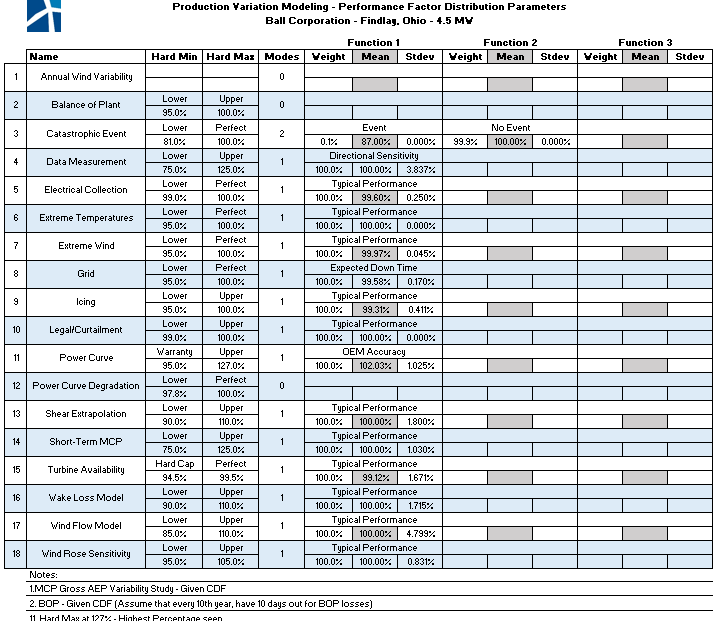 Production Variation Modeling - Performance Factor Distribution Parameters
Ball Corporation - Findlay, Ohio - 4.5 MW
Function 1 Function 2 Function 3
Name Hard Min Hard Max Modes Weight Mean Stdev Weight Mean Stdev Weight Mean Stdev
1 Annual Wind Variability 0
Lower Upper
2 Balance of Plant 0
95.0% 100.0%
Lower Perfect Event No Event
3 Catastrophic Event 2
81.0% 100.0% 0.1% 87.00% 0.000% 99.9% 100.00% 0.000%
Lower Upper Directional Sensitivity
4 Data Measurement 1
75.0% 125.0% 100.0% 100.00% 3.837%
Lower Perfect Typical Performance
5 Electrical Collection 1
99.0% 100.0% 100.0% 99.60% 0.250%
Lower Perfect Typical Performance
6 Extreme Temperatures 1
95.0% 100.0% 100.0% 100.00% 0.000%
Lower Perfect Typical Performance
7 Extreme Wind 1
95.0% 100.0% 100.0% 99.97% 0.045%
Lower Perfect Expected Down Time
8 Grid 1
95.0% 100.0% 100.0% 99.58% 0.170%
Lower Upper Typical Performance
9 Icing 1
95.0% 100.0% 100.0% 99.31% 0.411%
Lower Upper Typical Performance
10 Legal/Curtailment 1
99.0% 100.0% 100.0% 100.00% 0.000%
Warranty Upper OEM Accuracy
11 Power Curve 1
95.0% 127.0% 100.0% 102.03% 1.025%
Lower Perfect
12 Power Curve Degradation 0
97.8% 100.0%
Lower Upper Typical Performance
13 Shear Extrapolation 1
90.0% 110.0% 100.0% 100.00% 1.800%
Lower Upper Typical Performance
14 Short-Term MCP 1
75.0% 125.0% 100.0% 100.00% 1.030%
Hard Cap Perfect Typical Performance
15 Turbine Availability 1
94.5% 99.5% 100.0% 99.12% 1.671%
Lower Upper Typical Performance
16 Wake Loss Model 1
90.0% 110.0% 100.0% 100.00% 1.715%
Lower Upper Typical Performance
17 Wind Flow Model 1
85.0% 110.0% 100.0% 100.00% 4.799%
Lower Upper Typical Performance
18 Wind Rose Sensitivity 1
95.0% 105.0% 100.0% 100.00% 0.831%
Notes:
1.MCP Gross AEP Variability Study - Given CDF
2. BOP - Given CDF (Assume that every 10th year, have 10 days out for BOP losses)
11. Hard Max at 127% - Highest Percentage seen